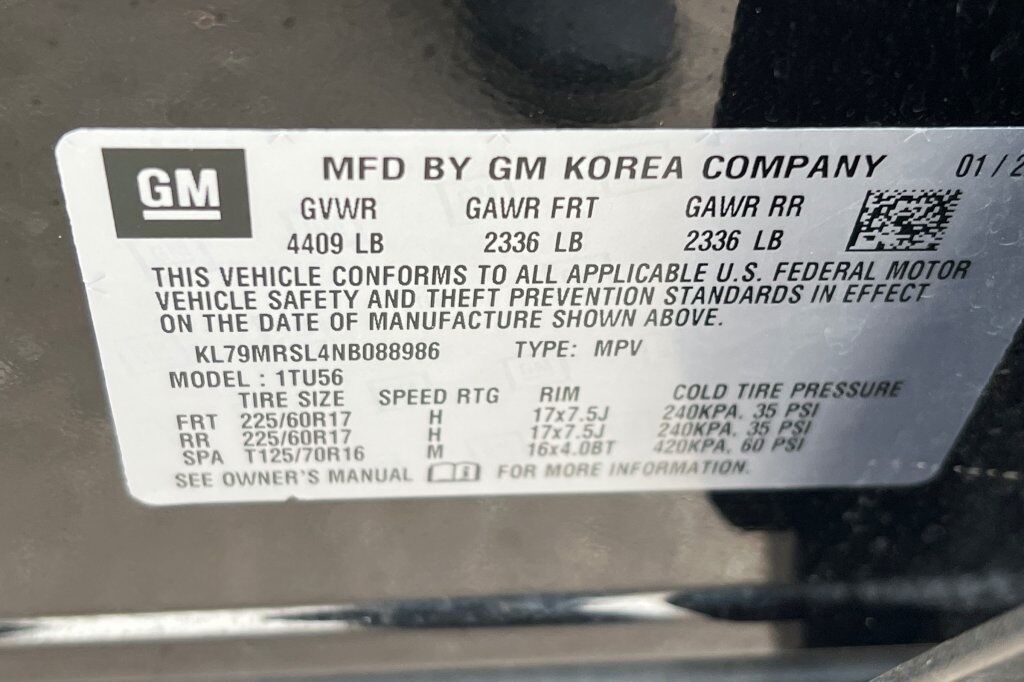 GM
MFD BY GM KOREA COMPANY 01/2
GVWR GAWR FRT GAWR RR
4409 LB 2336 LB 2336 LB
THIS VEHICLE CONFORMS TO ALL APPLICABLE U.S. FEDERAL MOTOR
VEHICLE SAFETY AND THEFT PREVENTION STANDARDS IN EFFECT
ON THE DATE OF MANUFACTURE SHOWN ABOVE.
KL79MRSL4NB088986 TYPE: MPV
MODEL : 1TU56
TIRE SIZE SPEED RTG RIM COLD TIRE PRESSURE
FRT 225/60R17 H 17x7.5J 240KPA, 35 PSI
RR 225/60R17 H 17x7.5J 240KPA, 35 PSI
SPA T125/70R16 M 16x4.0BT 420KPA, 60 PSI
SEE OWNER'S MANUAL FOR MORE INFORMATION.